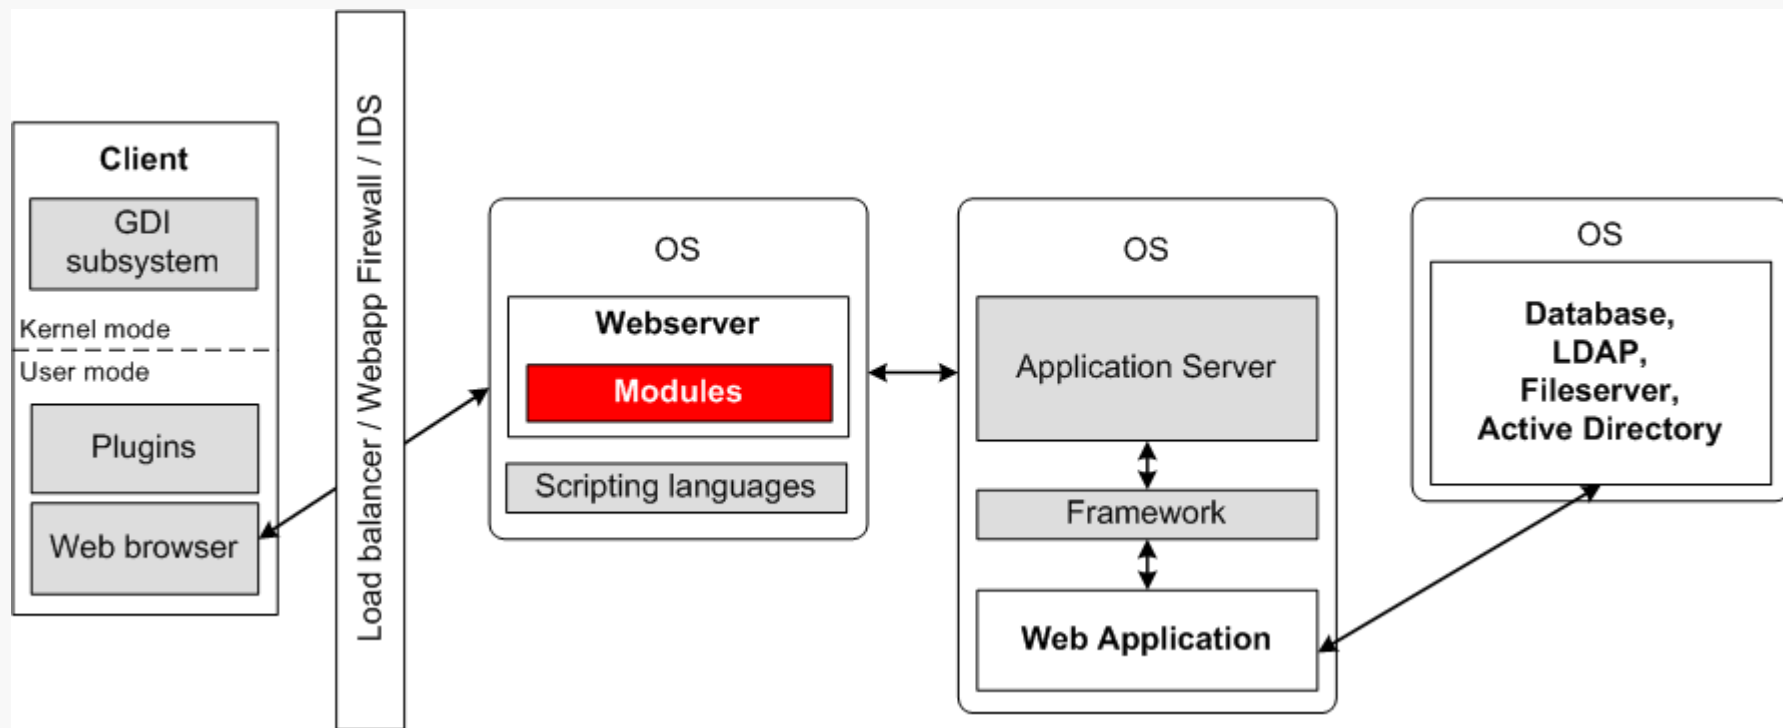 Client
GDI
subsystem
Kernel mode
User mode
Plugins
Web browser
Load balancer / Webapp Firewall / IDS
OS
Webserver
Modules
Scripting languages
OS
Application Server
Framework
Web Application
OS
Database,
LDAP,
Fileserver,
Active Directory